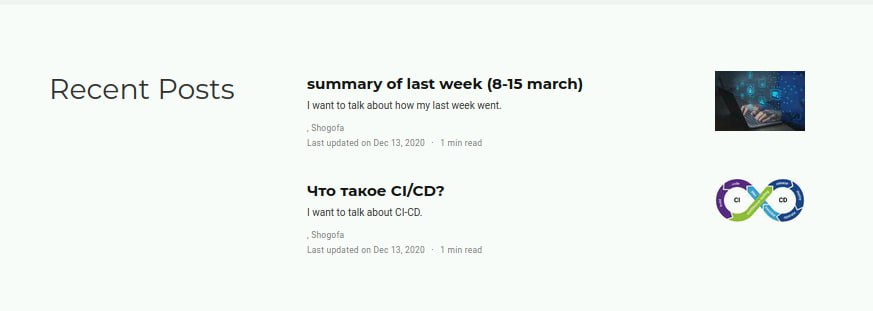 Recent Posts
summary of last week (8-15 march)
I want to talk about how my last week went.
, Shogofa
Last updated on Dec 13, 2020 · 1 min read
Что такое CI/CD?
I want to talk about CI-CD.
, Shogofa
Last updated on Dec 13, 2020 · 1 min read
CI
CD